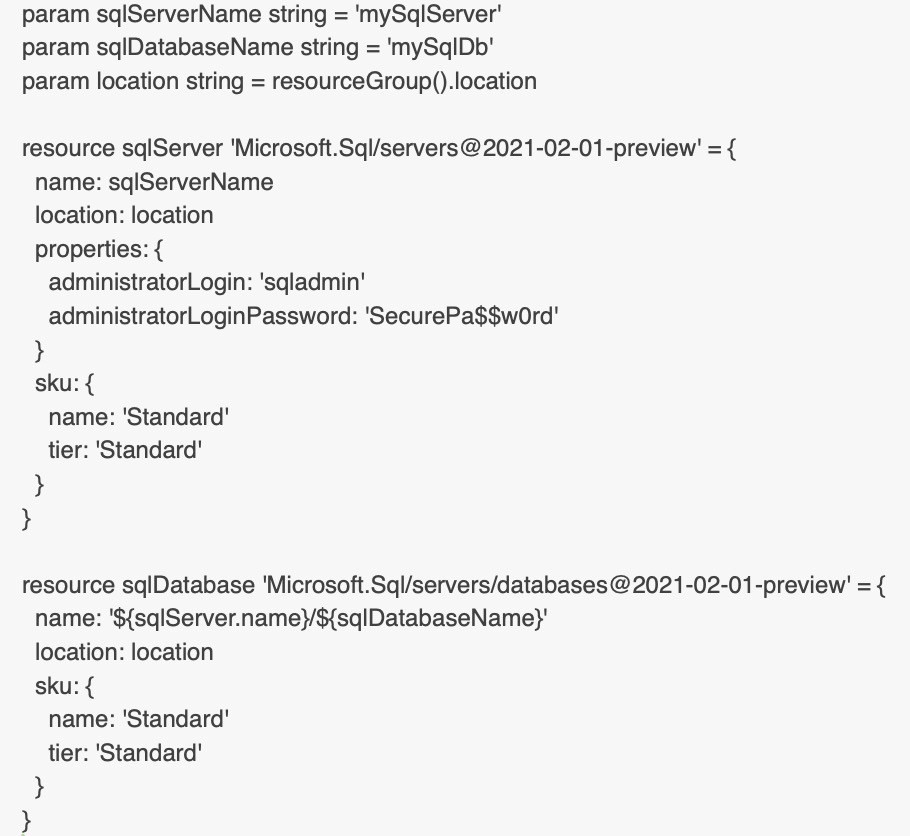 param sqlServerName string = 'mySqlServer'
param sqlDatabaseName string = 'mySqlDb'
param location string = resourceGroup().location

resource sqlServer 'Microsoft.Sql/servers@2021-02-01-preview' = {
  name: sqlServerName
  location: location
  properties: {
    administratorLogin: 'sqladmin'
    administratorLoginPassword: 'SecurePa$$w0rd'
  }
  sku: {
    name: 'Standard'
    tier: 'Standard'
  }
}

resource sqlDatabase 'Microsoft.Sql/servers/databases@2021-02-01-preview' = {
  name: '${sqlServer.name}/${sqlDatabaseName}'
  location: location
  sku: {
    name: 'Standard'
    tier: 'Standard'
  }
}